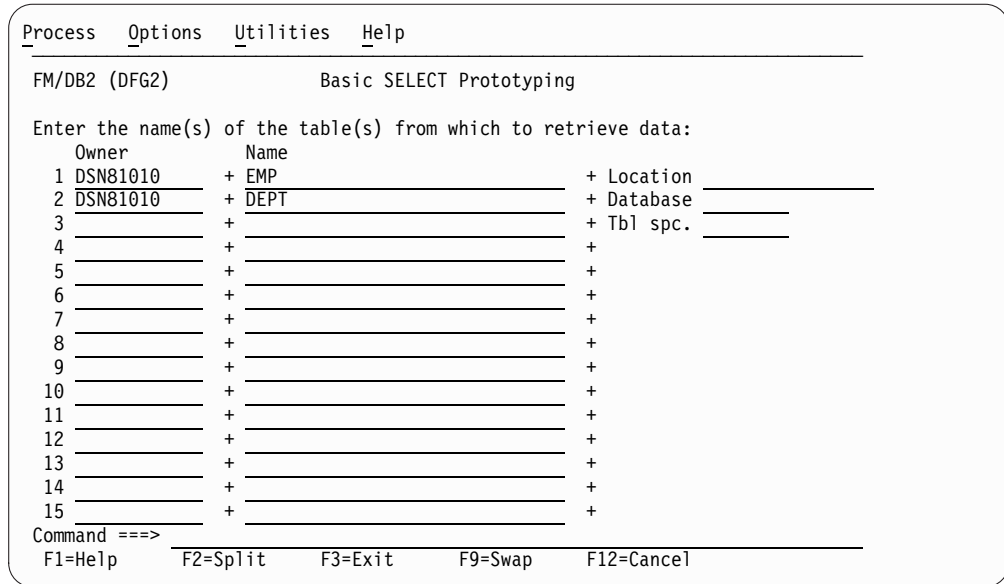 Process   Options   Utilities   Help
FM/DB2 (DFG2)              Basic SELECT Prototyping
Enter the name(s) of the table(s) from which to retrieve data:
    Owner              Name
  1 DSN81010    + EMP                              + Location
  2 DSN81010    + DEPT                             + Database
  3             +                                  + Tbl spc.
  4             +                                  +
  5             +                                  +
  6             +                                  +
  7             +                                  +
  8             +                                  +
  9             +                                  +
 10             +                                  +
 11             +                                  +
 12             +                                  +
 13             +                                  +
 14             +                                  +
 15             +                                  +
Command ===>
 F1=Help      F2=Split     F3=Exit      F9=Swap      F12=Cancel